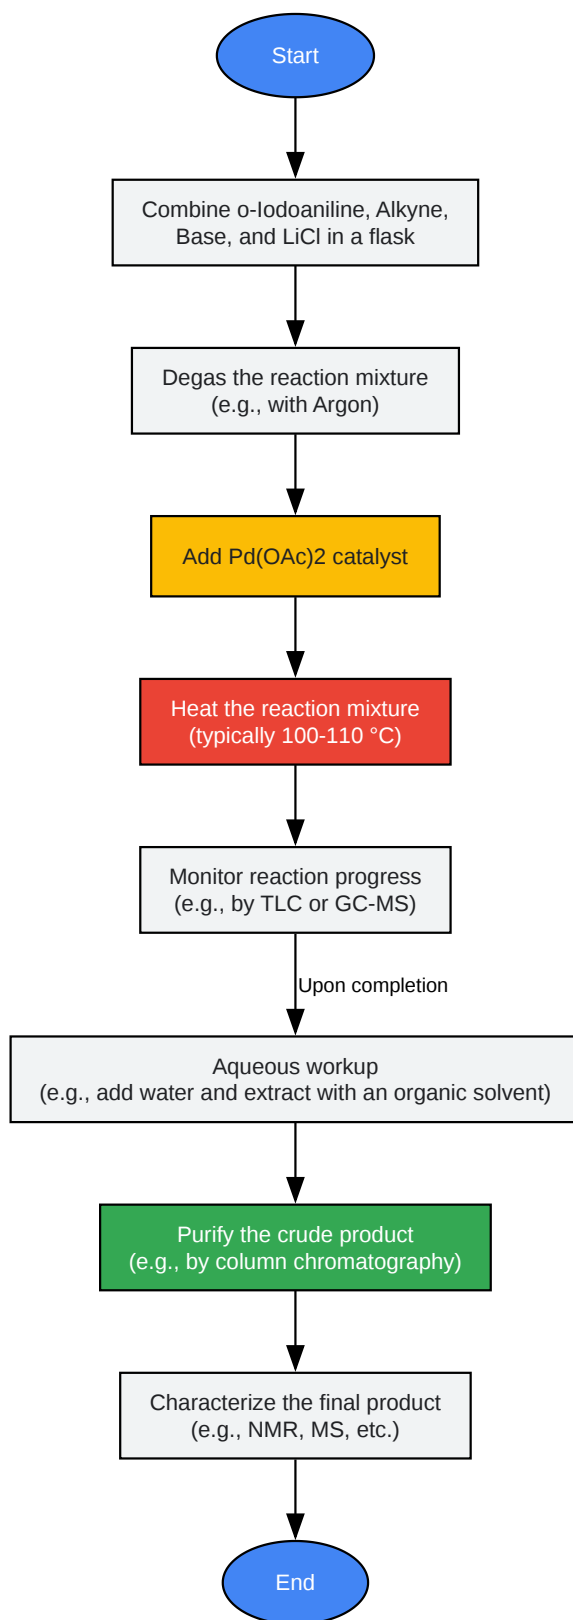 Start
Combine o-Iodoaniline, Alkyne,
Base, and LiCl in a flask
Degas the reaction mixture
(e.g., with Argon)
Add Pd(OAc)2 catalyst
Heat the reaction mixture
(typically 100-110 °C)
Monitor reaction progress
(e.g., by TLC or GC-MS)
Upon completion
Aqueous workup
(e.g., add water and extract with an organic solvent)
Purify the crude product
(e.g., by column chromatography)
Characterize the final product
(e.g., NMR, MS, etc.)
End